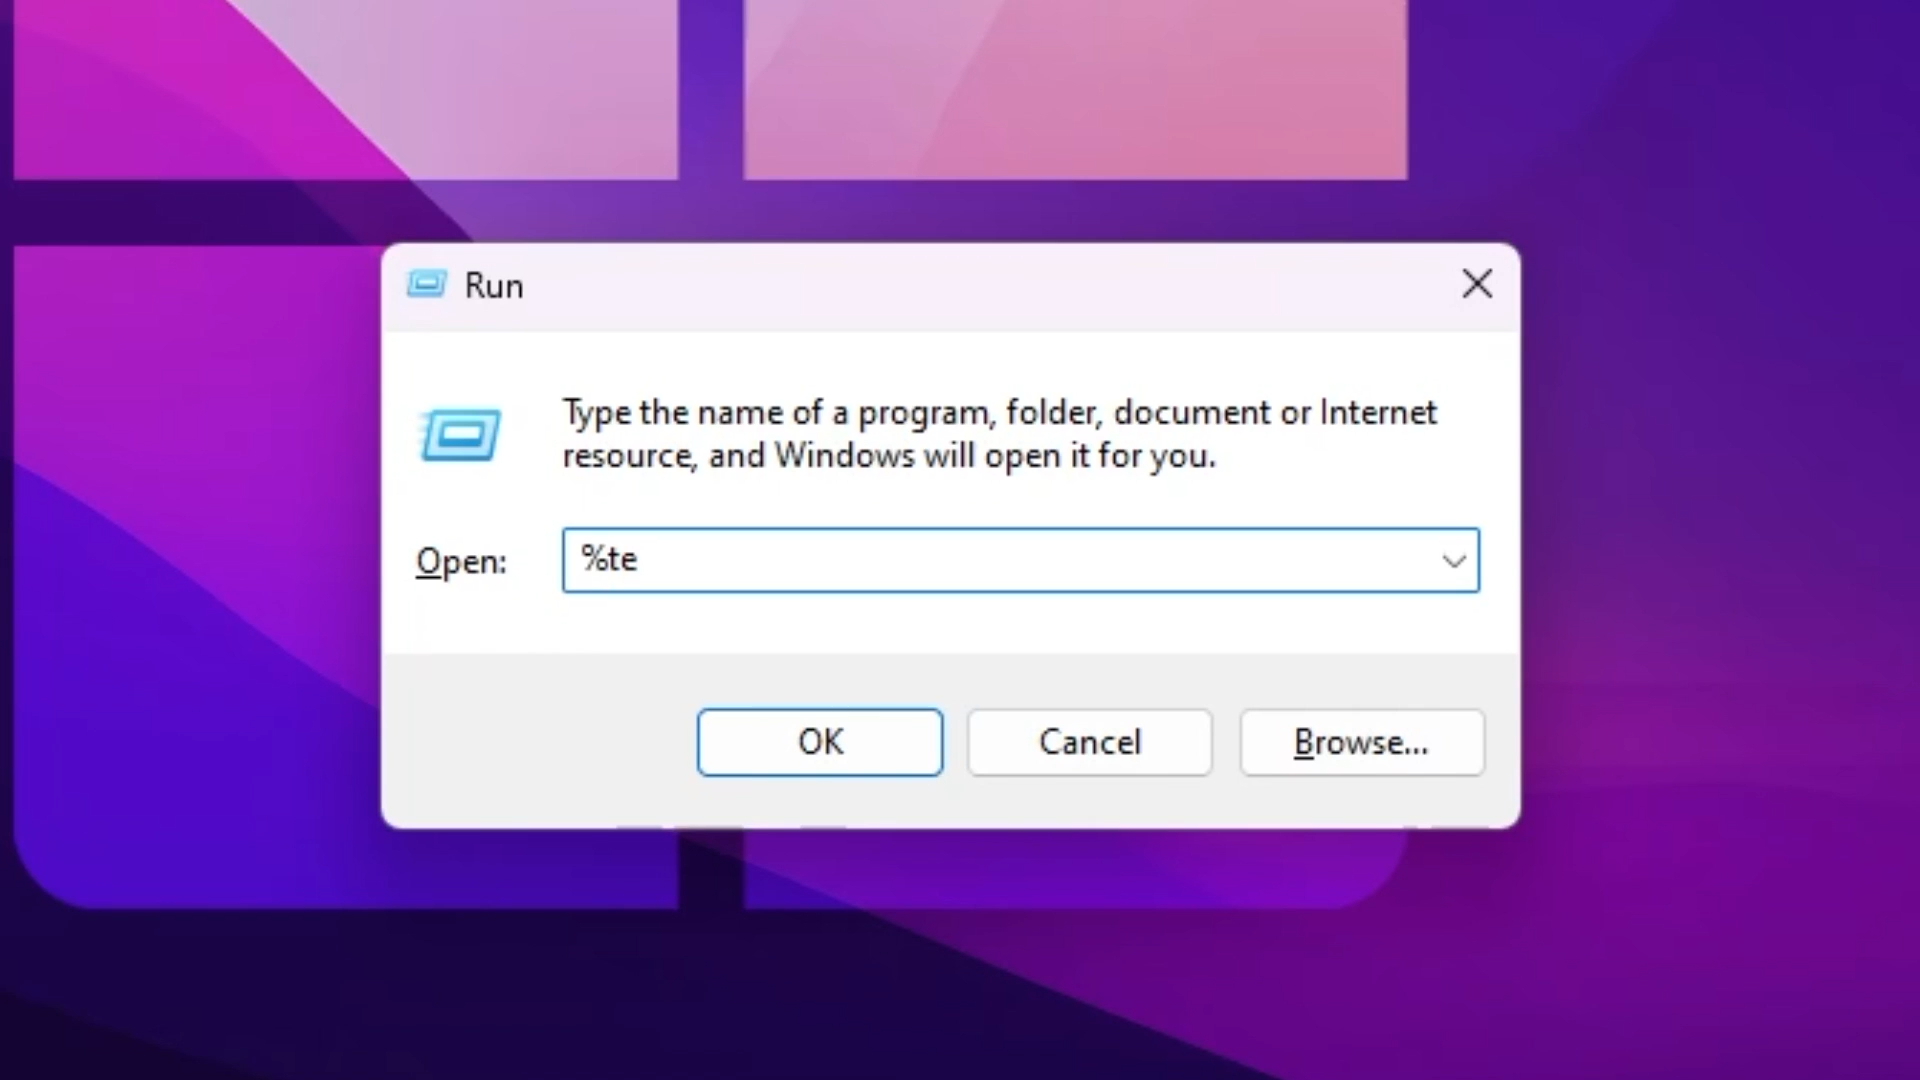 Run
Type the name of a program, folder, document or Internet
resource, and Windows will open it for you.
Open: %te
OK Cancel Browse...